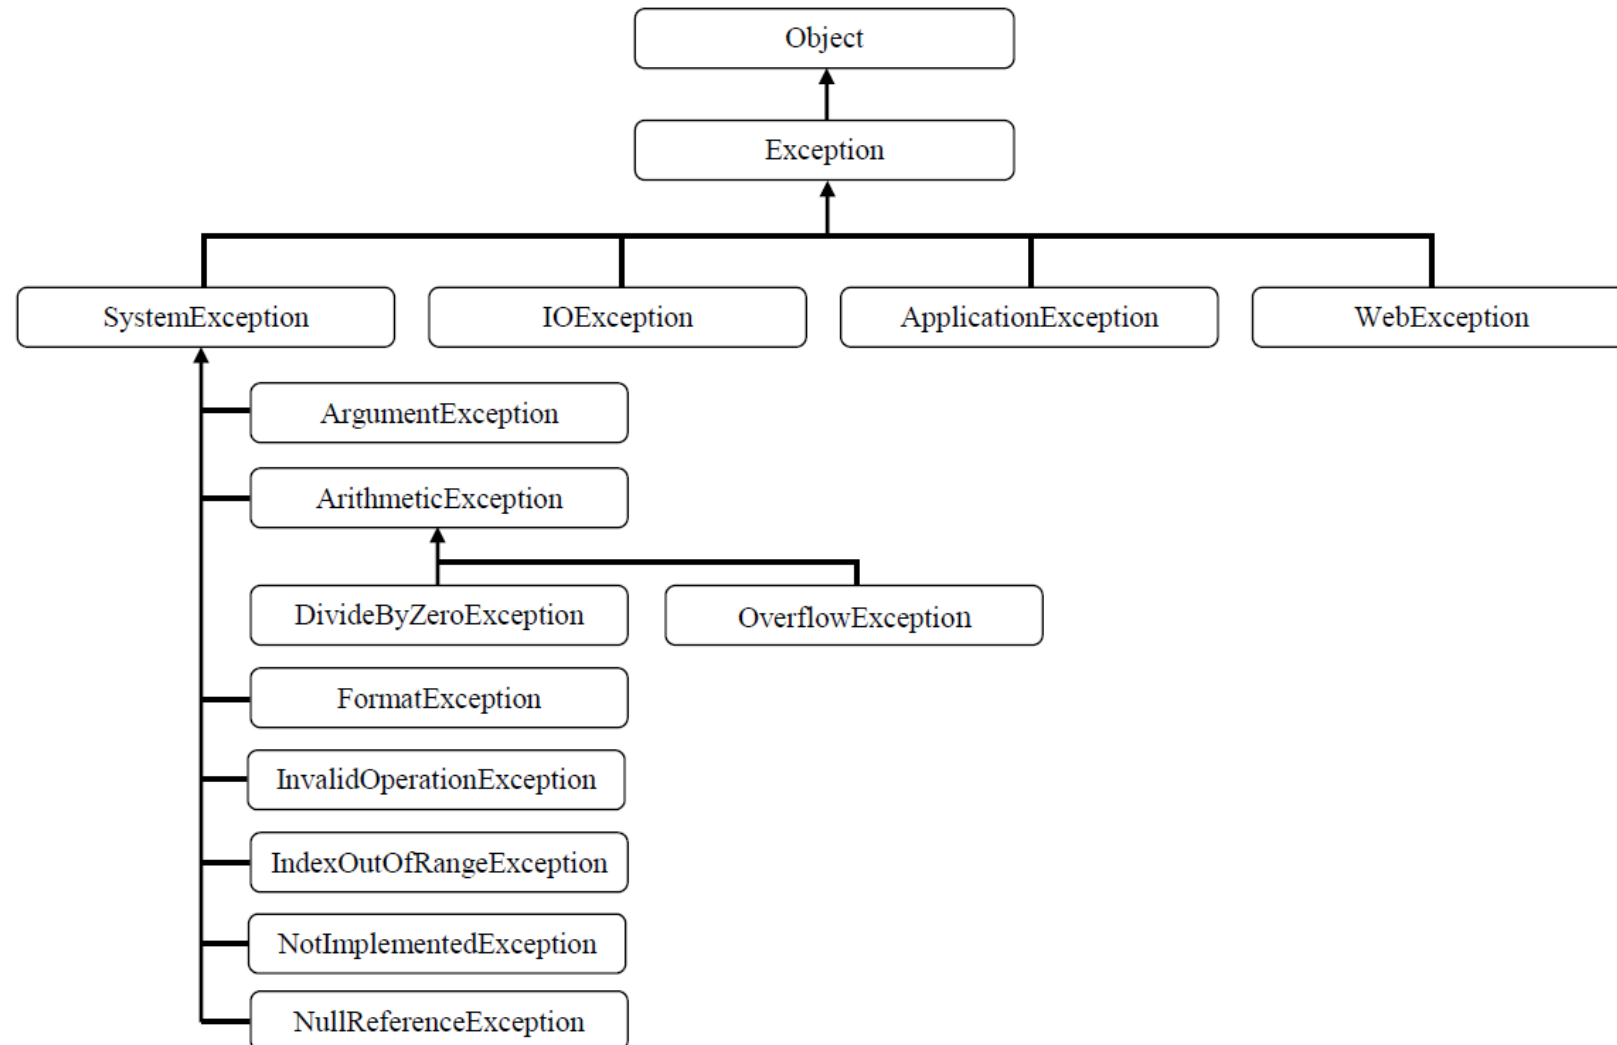 Object
Exception
SystemException
IOException
ApplicationException
WebException
ArgumentException
ArithmeticException
DivideByZeroException
OverflowException
FormatException
InvalidOperationException
IndexOutOfRangeException
NotImplementedException
NullReferenceException